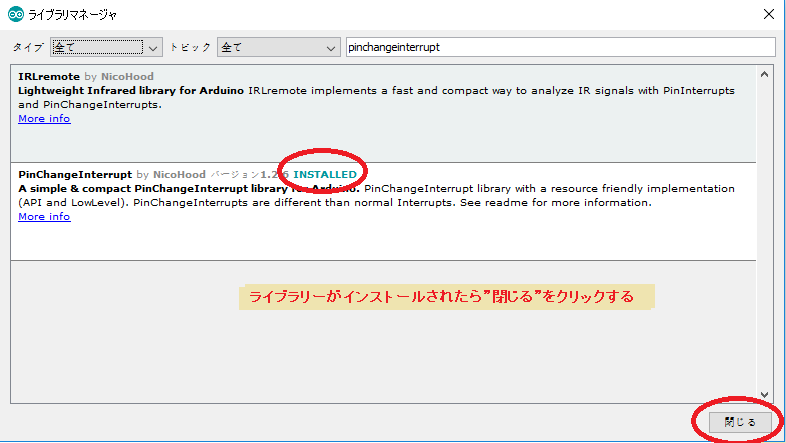 ライブラリマネージャ
タイプ 全て トピック 全て pinchangeinterrupt
IRLremote by NicoHood
Lightweight Infrared library for Arduino IRLremote implements a fast and compact way to analyze IR signals with PinInterrupts
and PinChangeInterrupts.
More info
PinChangeInterrupt by NicoHood バージョン1.2.6 INSTALLED
A simple & compact PinChangeInterrupt library for Arduino. PinChangeInterrupt library with a resource friendly implementation
(API and LowLevel). PinChangeInterrupts are different than normal Interrupts. See readme for more information.
More info
ライブラリーがインストールされたら”閉じる”をクリックする
閉じる